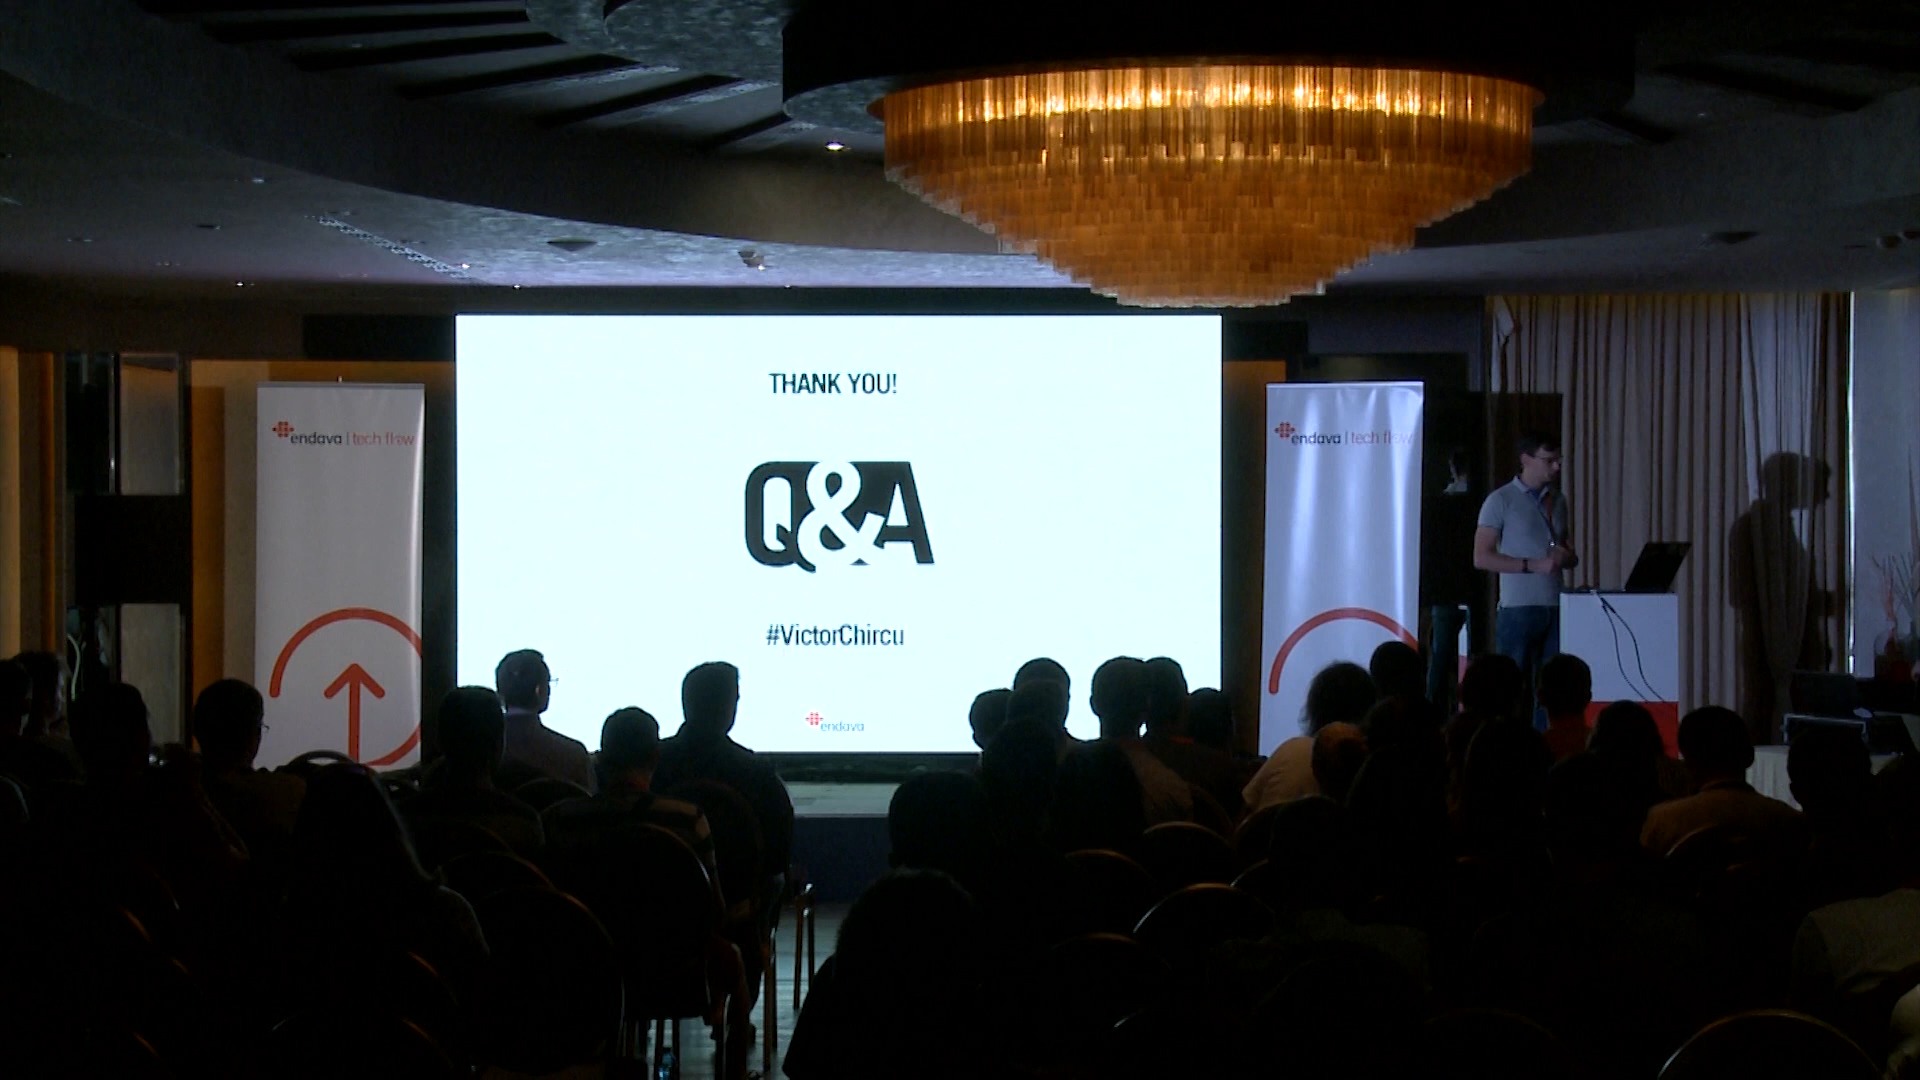 THANK YOU!
Q&A
#VictorChircu
endava
endava | tech flow
endava | tech flow